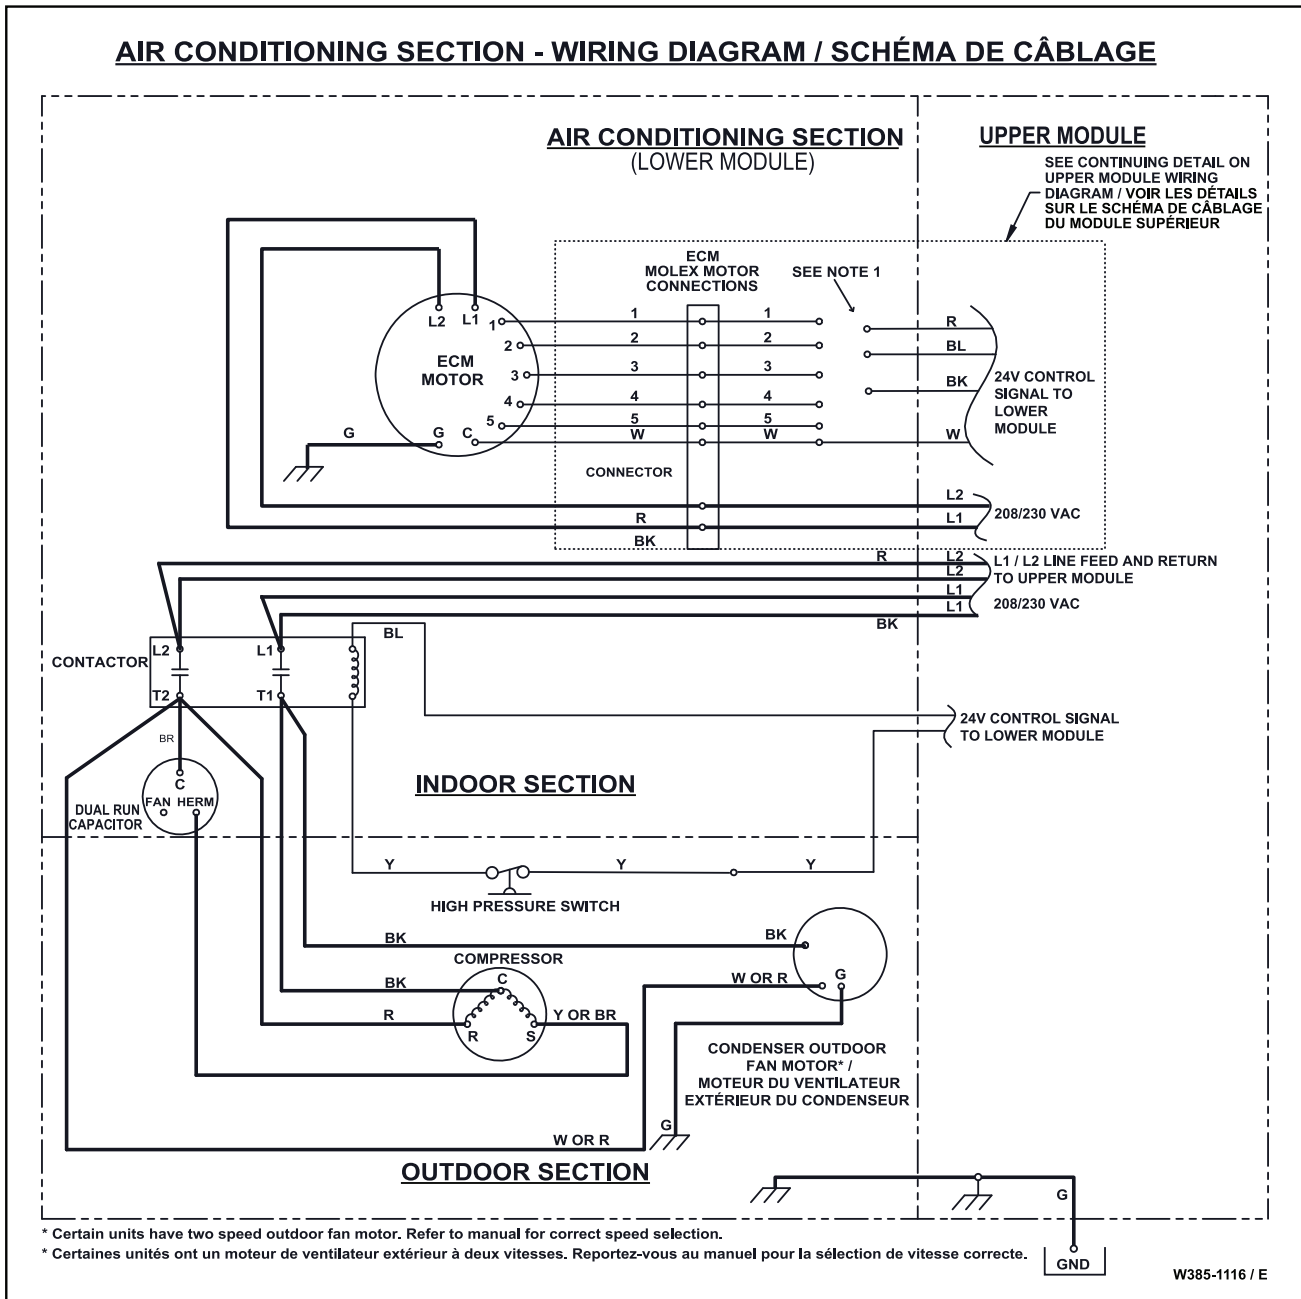 AIR CONDITIONING SECTION - WIRING DIAGRAM / SCHÉMA DE CÂBLAGE
AIR CONDITIONING SECTION
(LOWER MODULE)
UPPER MODULE
SEE CONTINUING DETAIL ON
UPPER MODULE WIRING
DIAGRAM / VOIR LES DÉTAILS
SUR LE SCHÉMA DE CÂBLAGE
DU MODULE SUPÉRIEUR
ECM
MOLEX MOTOR
CONNECTIONS
SEE NOTE 1
L2 L1 1 1 1 R
2 2 2 BL
ECM
MOTOR
3 3 3 BK
4 4 4
5 5 5
G G C W W W
24V CONTROL
SIGNAL TO
LOWER
MODULE
CONNECTOR
L2
R L1
208/230 VAC
BK
R L2
L2
L1
L1
BK
L1 / L2 LINE FEED AND RETURN
TO UPPER MODULE
208/230 VAC
BL
CONTACTOR
L2 L1
T2 T1
24V CONTROL SIGNAL
TO LOWER MODULE
BR
C
FAN HERM
DUAL RUN
CAPACITOR
INDOOR SECTION
Y Y Y
HIGH PRESSURE SWITCH
BK BK
COMPRESSOR
BK C W OR R G
R R S Y OR BR
CONDENSER OUTDOOR
FAN MOTOR* /
MOTEUR DU VENTILATEUR
EXTÉRIEUR DU CONDENSEUR
G
W OR R
OUTDOOR SECTION
G
GND
* Certain units have two speed outdoor fan motor. Refer to manual for correct speed selection.
* Certaines unités ont un moteur de ventilateur extérieur à deux vitesses. Reportez-vous au manuel pour la sélection de vitesse correcte.
W385-1116 / E